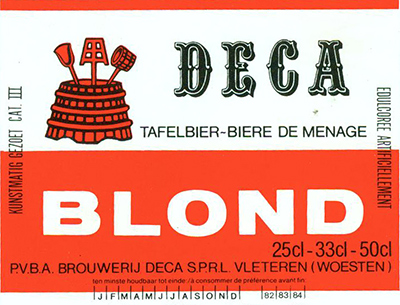 DECA
TAFELBIER-BIERE DE MENAGE
KUNSTMATIG GEZOET CAT. III
EDULCOREE ARTIFICIELLEMENT
BLOND
25cl-33cl-50cl
P.V.B.A. BROUWERIJ DECA S.P.R.L. VLETEREN (WOESTEN)
ten minste houdbaar tot einde / à consommer de préférence avant fin
J F M A M J J A S O N D 82 83 84